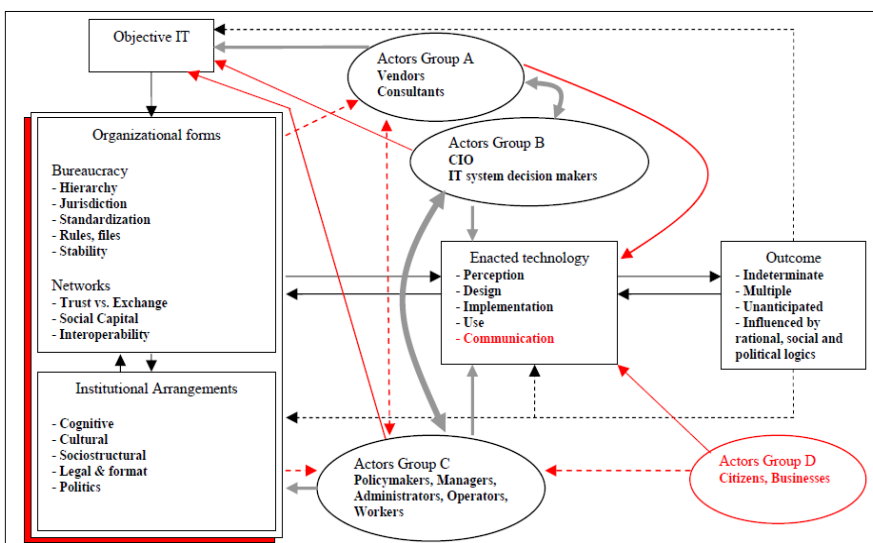 Objective IT
Actors Group A
Vendors
Consultants
Organizational forms
Bureaucracy
- Hierarchy
- Jurisdiction
- Standardization
- Rules, files
- Stability
Networks
- Trust vs. Exchange
- Social Capital
- Interoperability
Actors Group B
CIO
IT system decision makers
Enacted technology
- Perception
- Design
- Implementation
- Use
- Communication
Outcome
- Indeterminate
- Multiple
- Unanticipated
- Influenced by
rational, social and
political logics
Institutional Arrangements
- Cognitive
- Cultural
- Sociostructural
- Legal & format
- Politics
Actors Group C
Policymakers, Managers,
Administrators, Operators,
Workers
Actors Group D
Citizens, Businesses